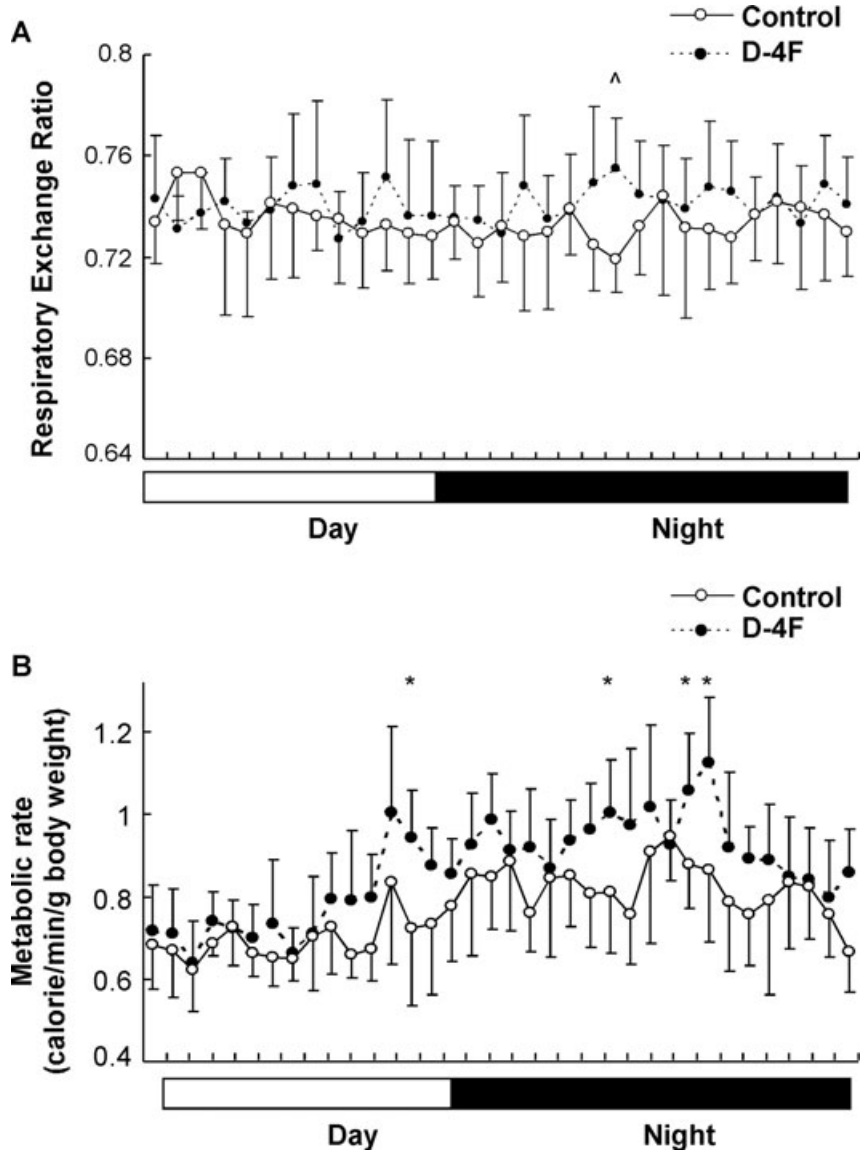 A
Control
D-4F
Respiratory Exchange Ratio
0.8
0.76
0.72
0.68
0.64
^
Day Night
Control
D-4F
B
Metabolic rate
(calorie/min/g body weight)
* * * *
1.2
1
0.8
0.6
0.4
Day Night